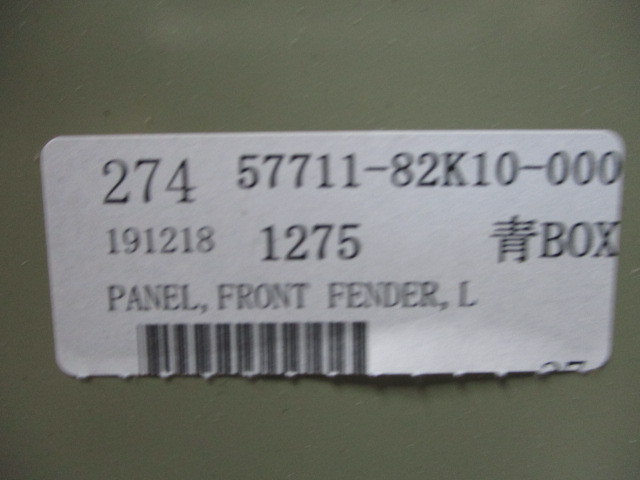 274 57711-82K10-000
191218 1275 青BOX
PANEL, FRONT FENDER, L